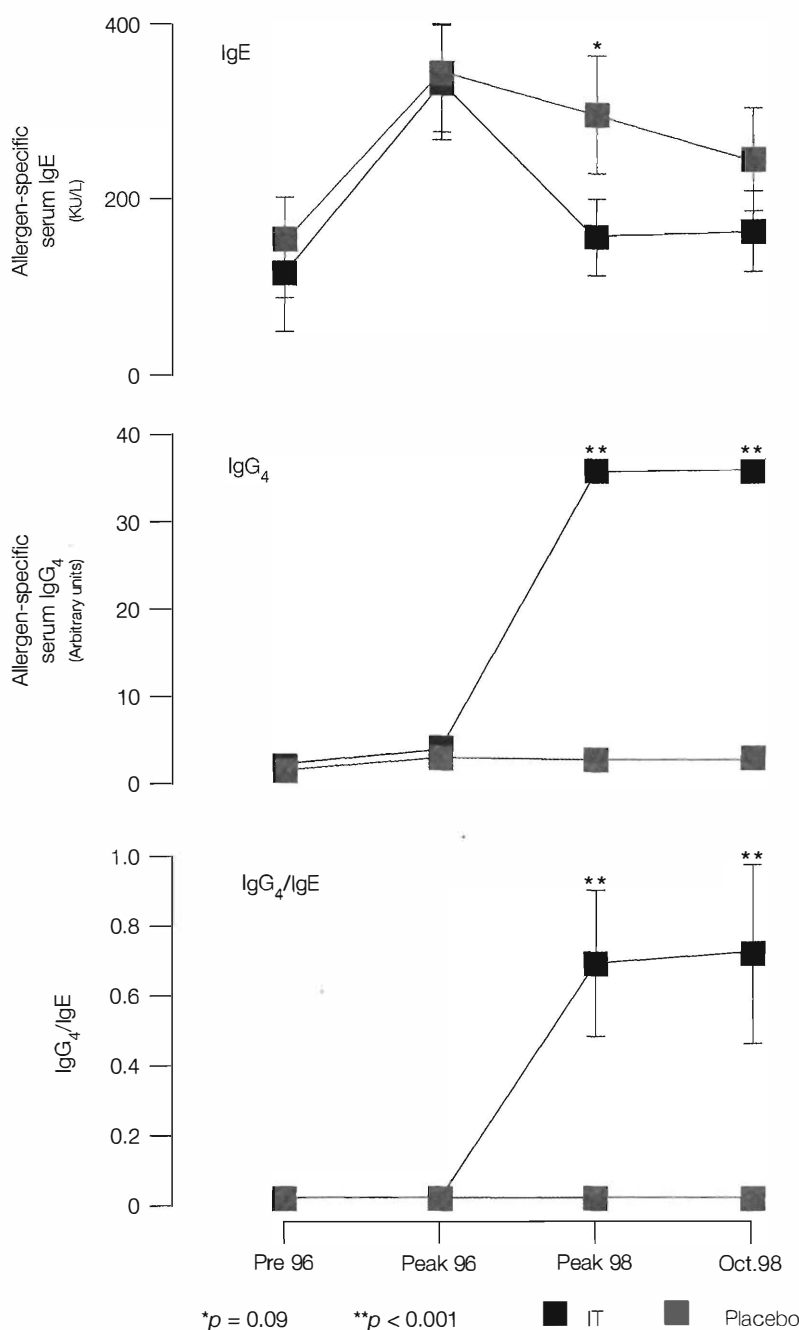 400
IgE
*
Allergen-specific
serum IgE
(KU/L)
200
0
40
IgG₄
**
**
30
Allergen-specific
serum IgG₄
(Arbitrary units)
20
10
0
1.0
IgG₄/IgE
**
**
0.8
0.6
IgG₄/IgE
0.4
0.2
0
Pre 96
Peak 96
Peak 98
Oct.98
*p = 0.09
**p < 0.001
IT
Placebo